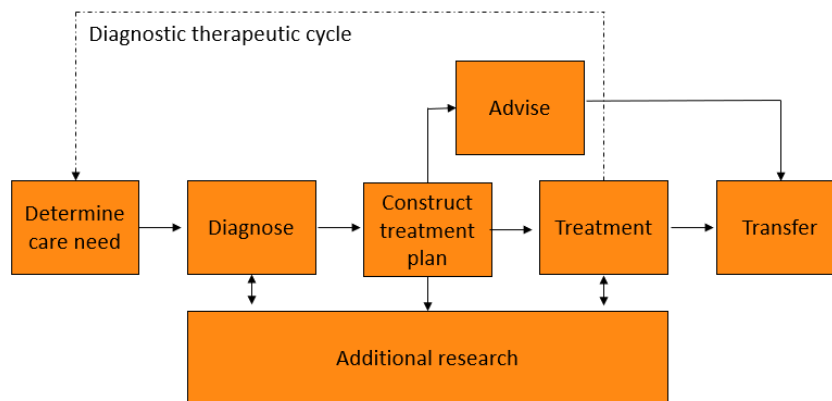 Diagnostic therapeutic cycle
Advise
Determine
care need
Diagnose
Construct
treatment
plan
Treatment
Transfer
Additional research